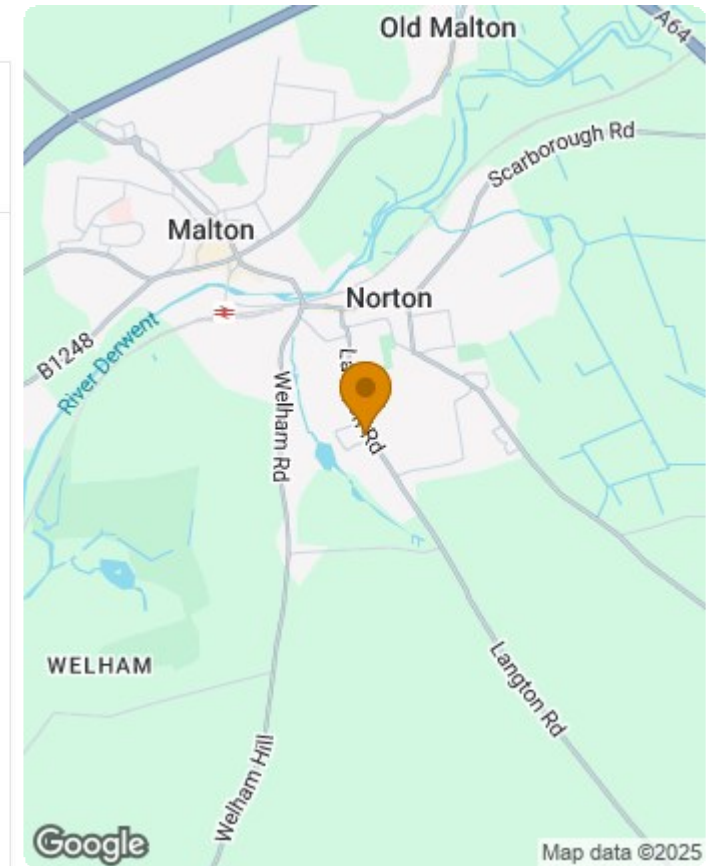 Old Malton
A64
Scarborough Rd
Malton
Norton
B1248
River Derwent
La
n Rd
Welham Rd
WELHAM
Langton Rd
Welham Hill
Google
Map data ©2025